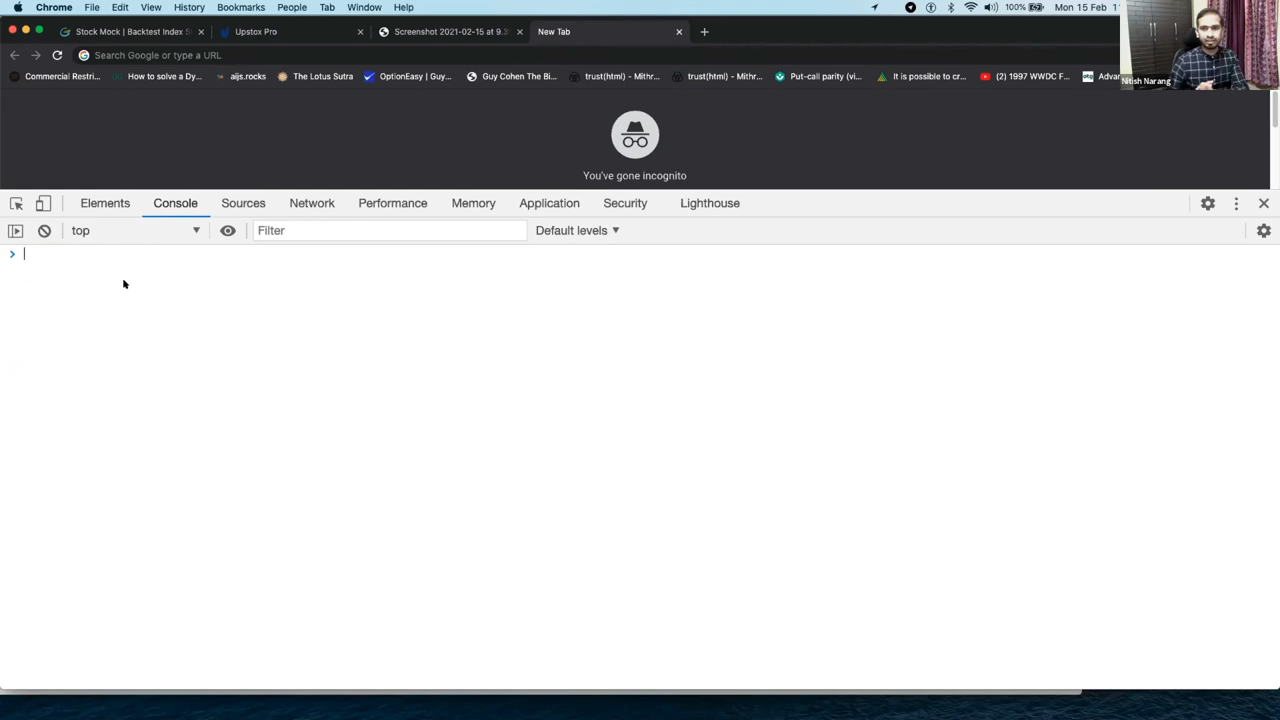 Chrome File Edit View History Bookmarks People Tab Window Help 100% Mon 15 Feb
Stock Mock | Backtest Index S Upstox Pro Screenshot 2021-02-15 at 9.3 New Tab
Search Google or type a URL
Commercial Restri... How to solve a Dy... aijs.rocks The Lotus Sutra OptionEasy | Guy... Guy Cohen The Bi... trust(html) – Mithr... trust(html) – Mithr... Put-call parity (vi... It is possible to cr... (2) 1997 WWDC F... Advan
Nitish Narang
You've gone incognito
Elements Console Sources Network Performance Memory Application Security Lighthouse
top Filter Default levels